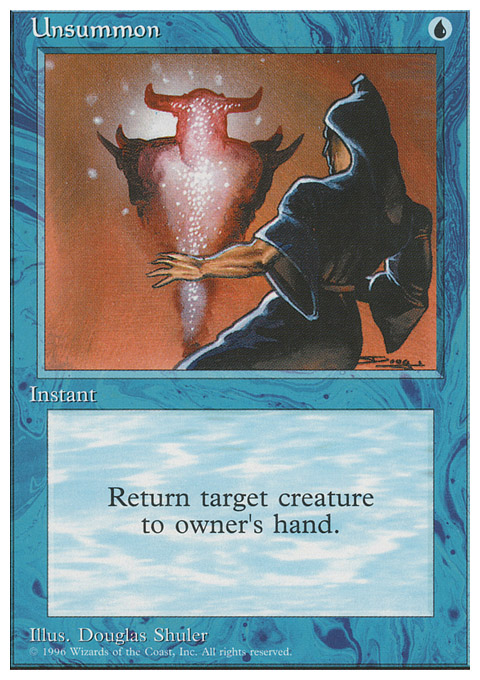 Unsummon
Instant
Return target creature
to owner's hand.
Illus. Douglas Shuler
© 1996 Wizards of the Coast, Inc. All rights reserved.